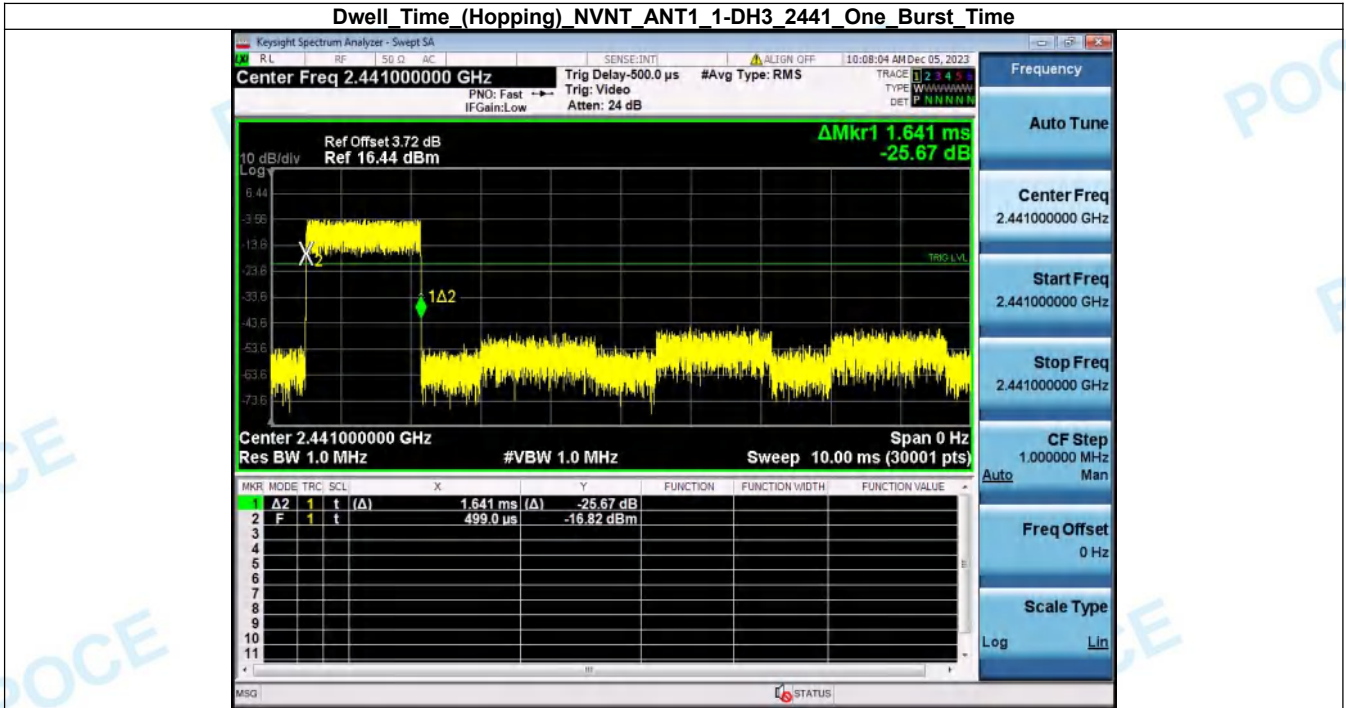 Dwell_Time_(Hopping)_NVNT_ANT1_1-DH3_2441_One_Burst_Time
Keysight Spectrum Analyzer - Swept SA
RL RF 50 Ω AC SENSE:INT ALIGN OFF 10:08:04 AM Dec 05, 2023
Center Freq 2.441000000 GHz
PNO: Fast
IFGain:Low
Trig Delay-500.0 µs
Trig: Video
Atten: 24 dB
#Avg Type: RMS
TRACE 1 2 3 4 5 6
TYPE WWWWWW
DET P N N N N N
ΔMkr1 1.641 ms
-25.67 dB
Ref Offset 3.72 dB
10 dB/div Ref 16.44 dBm
Log
6.44
-3.56
-13.6
-23.6
-33.6
-43.6
-53.6
-63.6
-73.6
X2
TRIG LVL
1Δ2
Center 2.441000000 GHz Span 0 Hz
Res BW 1.0 MHz #VBW 1.0 MHz Sweep 10.00 ms (30001 pts)
MKR MODE TRC SCL X Y FUNCTION FUNCTION WIDTH FUNCTION VALUE
1 Δ2 1 t (Δ) 1.641 ms (Δ) -25.67 dB
2 F 1 t 499.0 µs -16.82 dBm
3
4
5
6
7
8
9
10
11
MSG STATUS
Frequency
Auto Tune
Center Freq
2.441000000 GHz
Start Freq
2.441000000 GHz
Stop Freq
2.441000000 GHz
CF Step
1.000000 MHz
Auto Man
Freq Offset
0 Hz
Scale Type
Log Lin
POCE